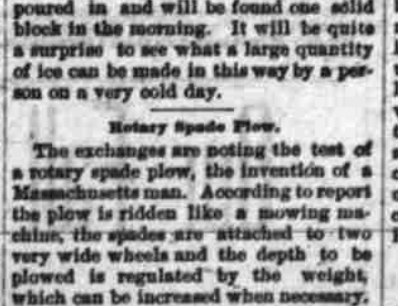 poured in and will be found one solid
block in the morning. It will be quite
a surprise to see what a large quantity
of ice can be made in this way by a per-
son on a very cold day.
Rotary Spade Plow.
The exchanges are noting the test of
a rotary spade plow, the invention of a
Massachusetts man. According to report
the plow is ridden like a mowing ma-
chine, the spades are attached to two
very wide wheels and the depth to be
plowed is regulated by the weight,
which can be increased when necessary.